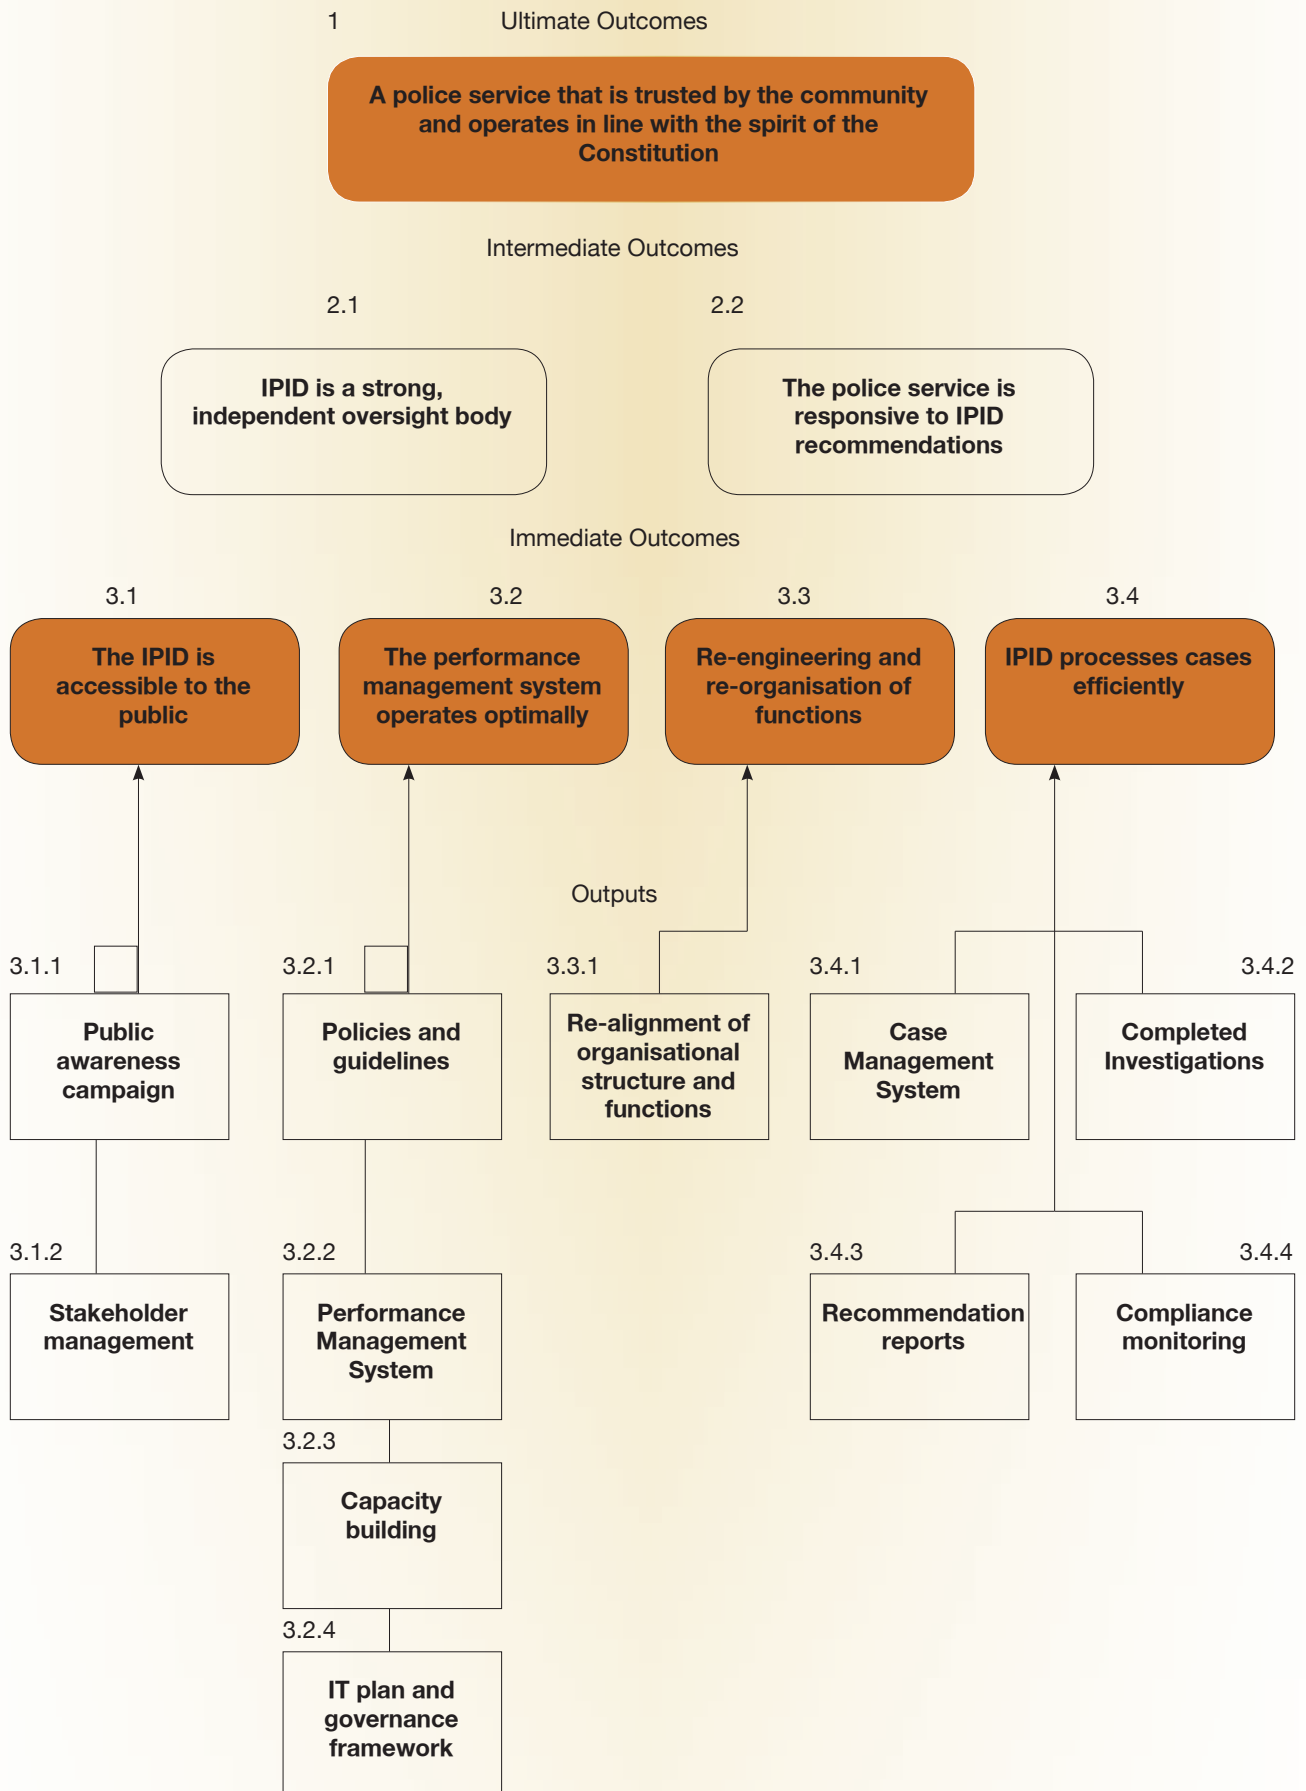 1 Ultimate Outcomes
A police service that is trusted by the community
and operates in line with the spirit of the
Constitution
Intermediate Outcomes
2.1
IPID is a strong,
independent oversight body
2.2
The police service is
responsive to IPID
recommendations
Immediate Outcomes
3.1
The IPID is
accessible to the
public
3.2
The performance
management system
operates optimally
3.3
Re-engineering and
re-organisation of
functions
3.4
IPID processes cases
efficiently
Outputs
3.1.1
Public
awareness
campaign
3.2.1
Policies and
guidelines
3.3.1
Re-alignment of
organisational
structure and
functions
3.4.1
Case
Management
System
3.4.2
Completed
Investigations
3.1.2
Stakeholder
management
3.2.2
Performance
Management
System
3.4.3
Recommendation
reports
3.4.4
Compliance
monitoring
3.2.3
Capacity
building
3.2.4
IT plan and
governance
framework